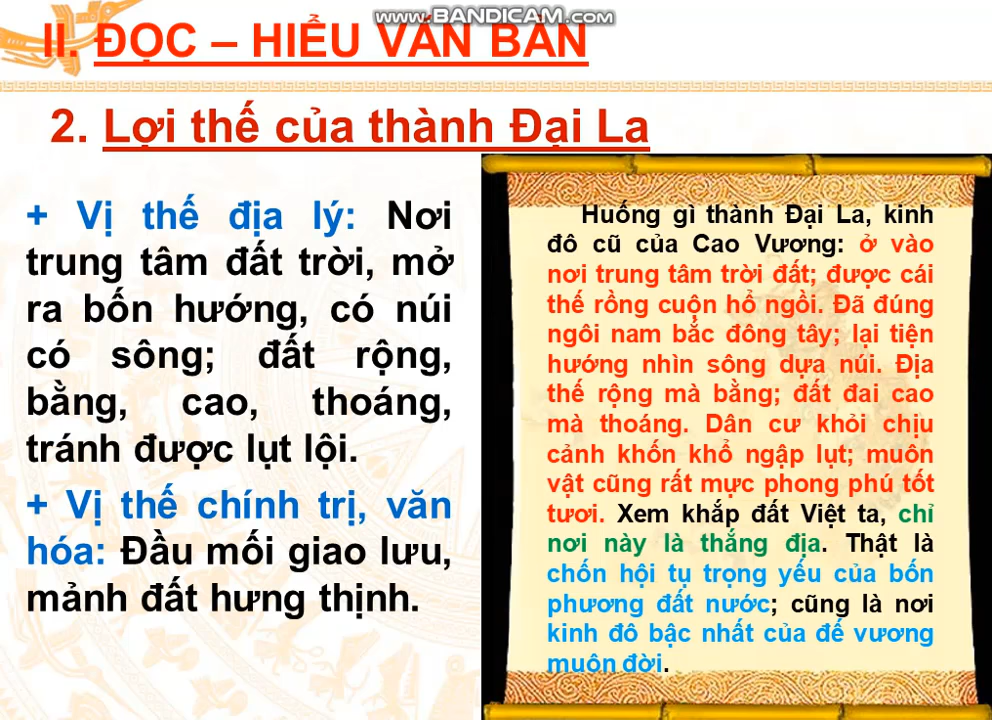 www.BANDICAM.com
II. ĐỌC – HIỂU VĂN BẢN
2. Lợi thế của thành Đại La
+ Vị thế địa lý: Nơi
trung tâm đất trời, mở
ra bốn hướng, có núi
có sông; đất rộng,
bằng, cao, thoáng,
tránh được lụt lội.
+ Vị thế chính trị, văn
hóa: Đầu mối giao lưu,
mảnh đất hưng thịnh.
Huống gì thành Đại La, kinh
đô cũ của Cao Vương: ở vào
nơi trung tâm trời đất; được cái
thế rồng cuộn hổ ngồi. Đã đúng
ngôi nam bắc đông tây; lại tiện
hướng nhìn sông dựa núi. Địa
thế rộng mà bằng; đất đai cao
mà thoáng. Dân cư khỏi chịu
cảnh khốn khổ ngập lụt; muôn
vật cũng rất mực phong phú tốt
tươi. Xem khắp đất Việt ta, chỉ
nơi này là thắng địa. Thật là
chốn hội tụ trọng yếu của bốn
phương đất nước; cũng là nơi
kinh đô bậc nhất của đế vương
muôn đời.